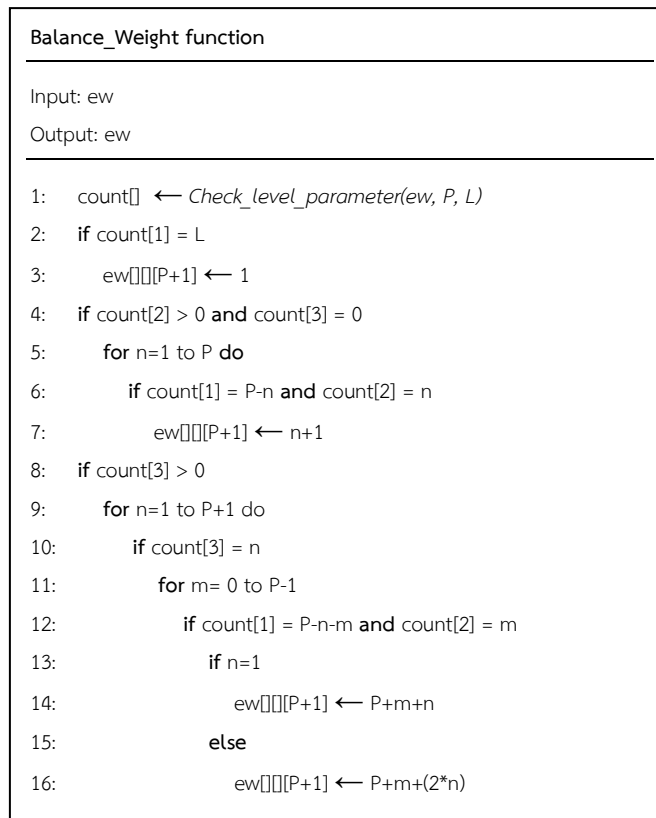 Balance_Weight function
Input: ew
Output: ew
1: count[] ← Check_level_parameter(ew, P, L)
2: if count[1] = L
3: ew[][][P+1] ← 1
4: if count[2] > 0 and count[3] = 0
5: for n=1 to P do
6: if count[1] = P-n and count[2] = n
7: ew[][][P+1] ← n+1
8: if count[3] > 0
9: for n=1 to P+1 do
10: if count[3] = n
11: for m= 0 to P-1
12: if count[1] = P-n-m and count[2] = m
13: if n=1
14: ew[][][P+1] ← P+m+n
15: else
16: ew[][][P+1] ← P+m+(2*n)